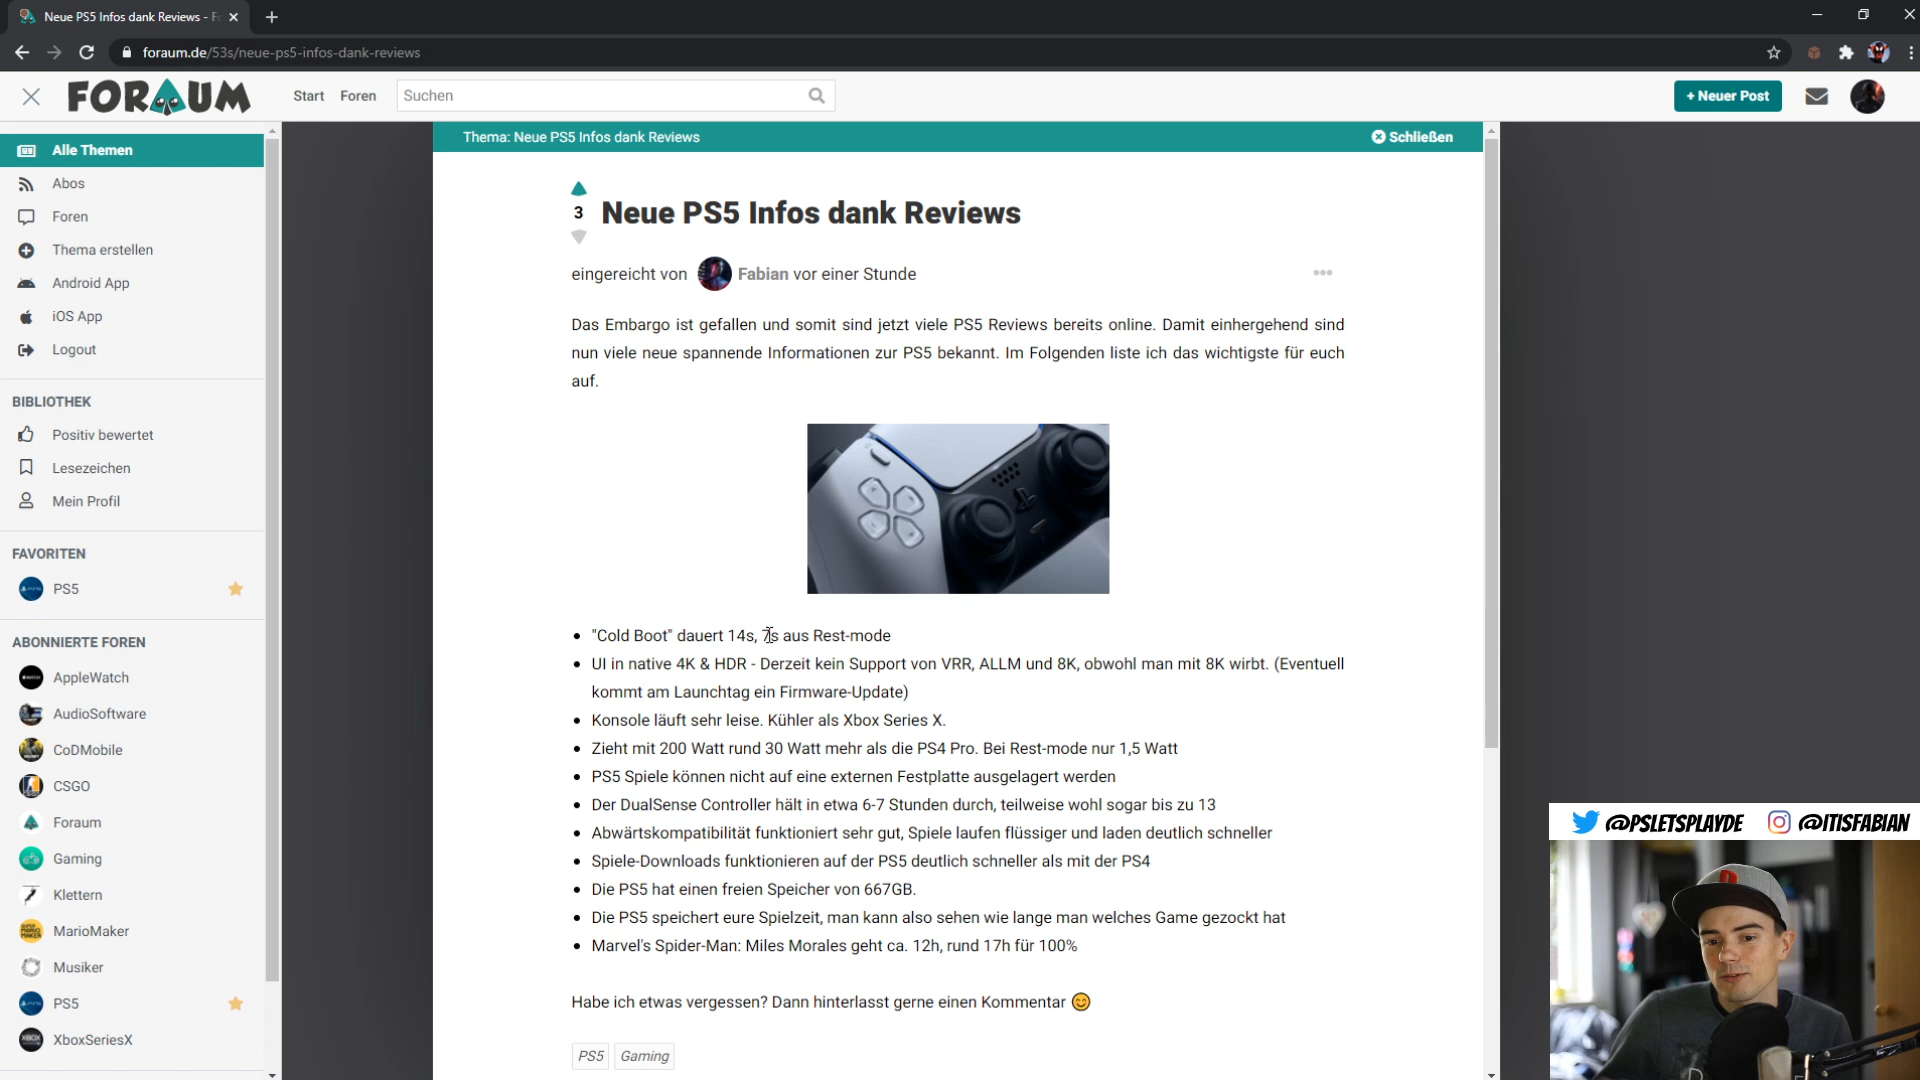 Neue PS5 Infos dank Reviews - F
foraum.de/53s/neue-ps5-infos-dank-reviews
FORAUM
Start
Foren
Suchen
+ Neuer Post
Alle Themen
Abos
Foren
Thema erstellen
Android App
iOS App
Logout
BIBLIOTHEK
Positiv bewertet
Lesezeichen
Mein Profil
FAVORITEN
PS5
ABONNIERTE FOREN
AppleWatch
AudioSoftware
CoDMobile
CSGO
Foraum
Gaming
Klettern
MarioMaker
Musiker
PS5
XboxSeriesX
Thema: Neue PS5 Infos dank Reviews
Schließen
3
Neue PS5 Infos dank Reviews
eingereicht von Fabian vor einer Stunde
Das Embargo ist gefallen und somit sind jetzt viele PS5 Reviews bereits online. Damit einhergehend sind
nun viele neue spannende Informationen zur PS5 bekannt. Im Folgenden liste ich das wichtigste für euch
auf.
• "Cold Boot" dauert 14s, 7s aus Rest-mode
• UI in native 4K & HDR - Derzeit kein Support von VRR, ALLM und 8K, obwohl man mit 8K wirbt. (Eventuell
kommt am Launchtag ein Firmware-Update)
• Konsole läuft sehr leise. Kühler als Xbox Series X.
• Zieht mit 200 Watt rund 30 Watt mehr als die PS4 Pro. Bei Rest-mode nur 1,5 Watt
• PS5 Spiele können nicht auf eine externen Festplatte ausgelagert werden
• Der DualSense Controller hält in etwa 6-7 Stunden durch, teilweise wohl sogar bis zu 13
• Abwärtskompatibilität funktioniert sehr gut, Spiele laufen flüssiger und laden deutlich schneller
• Spiele-Downloads funktionieren auf der PS5 deutlich schneller als mit der PS4
• Die PS5 hat einen freien Speicher von 667GB.
• Die PS5 speichert eure Spielzeit, man kann also sehen wie lange man welches Game gezockt hat
• Marvel's Spider-Man: Miles Morales geht ca. 12h, rund 17h für 100%
Habe ich etwas vergessen? Dann hinterlasst gerne einen Kommentar 😊
PS5
Gaming
@PSLETSPLAYDE
@ITISFABIAN